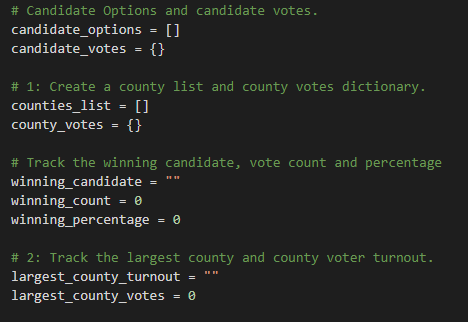 # Candidate Options and candidate votes.
candidate_options = []
candidate_votes = {}
# 1: Create a county list and county votes dictionary.
counties_list = []
county_votes = {}
# Track the winning candidate, vote count and percentage
winning_candidate = ""
winning_count = 0
winning_percentage = 0
# 2: Track the largest county and county voter turnout.
largest_county_turnout = ""
largest_county_votes = 0